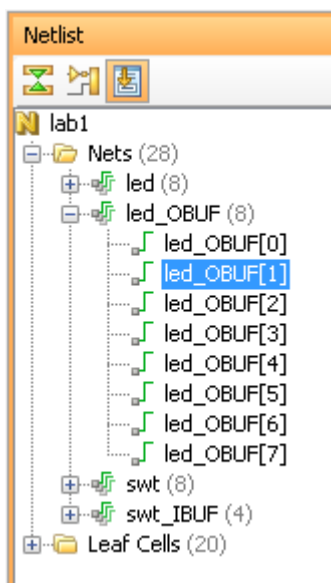 Netlist
N lab1
Nets (28)
led (8)
led_OBUF (8)
led_OBUF[0]
led_OBUF[1]
led_OBUF[2]
led_OBUF[3]
led_OBUF[4]
led_OBUF[5]
led_OBUF[6]
led_OBUF[7]
swt (8)
swt_IBUF (4)
Leaf Cells (20)